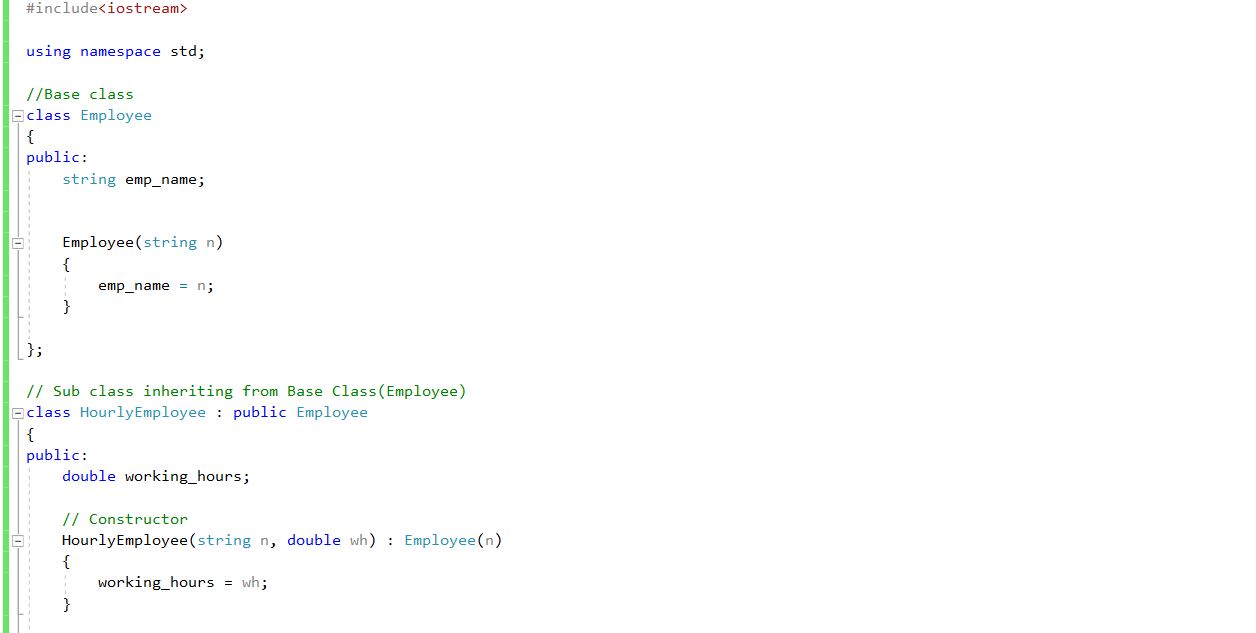 #include<iostream>
using namespace std;
//Base class
class Employee
{
public:
    string emp_name;
    Employee(string n)
    {
        emp_name = n;
    }
};
// Sub class inheriting from Base Class(Employee)
class HourlyEmployee : public Employee
{
public:
    double working_hours;
    // Constructor
    HourlyEmployee(string n, double wh) : Employee(n)
    {
        working_hours = wh;
    }